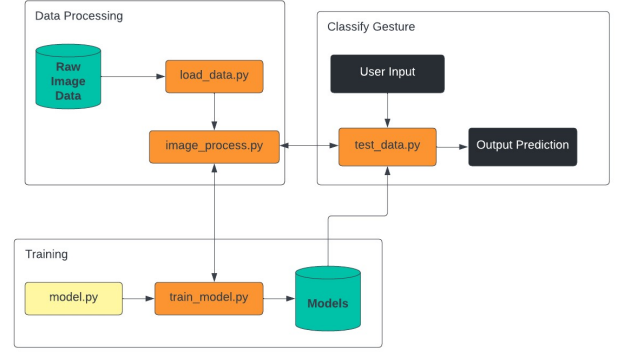 Data Processing
Raw
Image
Data
load_data.py
image_process.py
Classify Gesture
User Input
test_data.py
Output Prediction
Training
model.py
train_model.py
Models